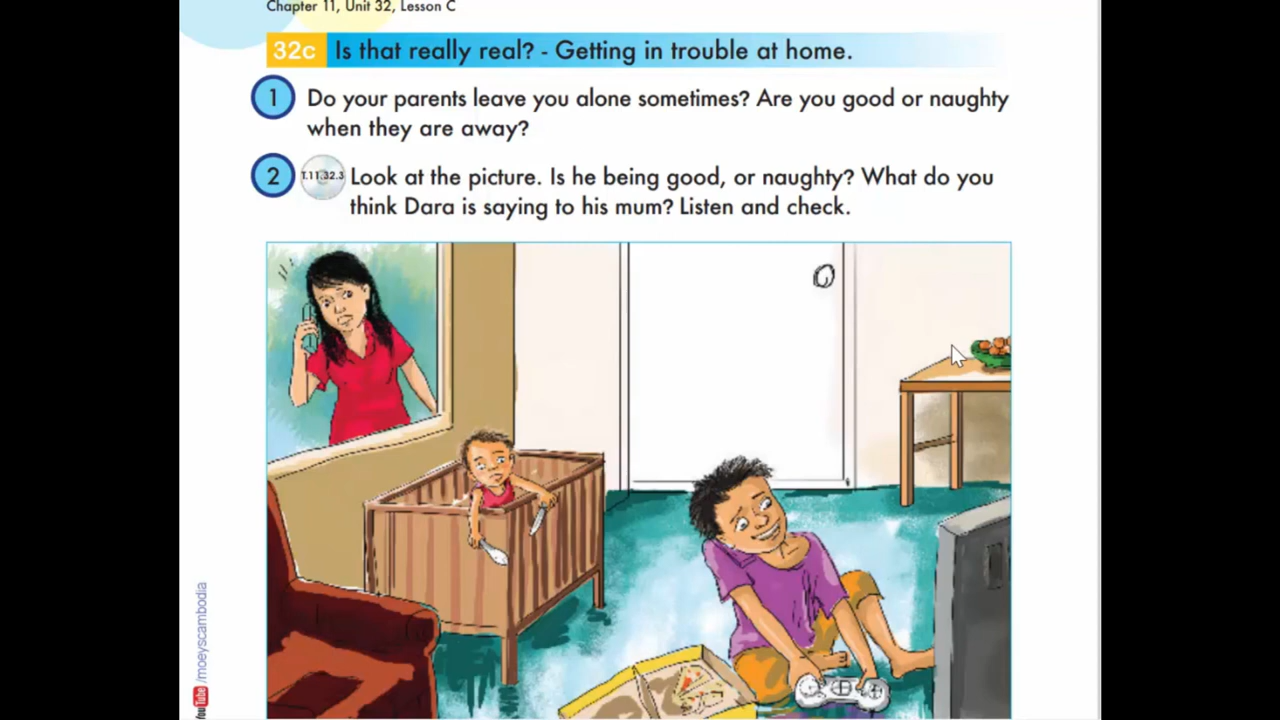 Chapter 11, Unit 32, Lesson C
32c Is that really real? - Getting in trouble at home.
1 Do your parents leave you alone sometimes? Are you good or naughty
when they are away?
2 1.11.32.3 Look at the picture. Is he being good, or naughty? What do you
think Dara is saying to his mum? Listen and check.
YouTube /moeyscambodia